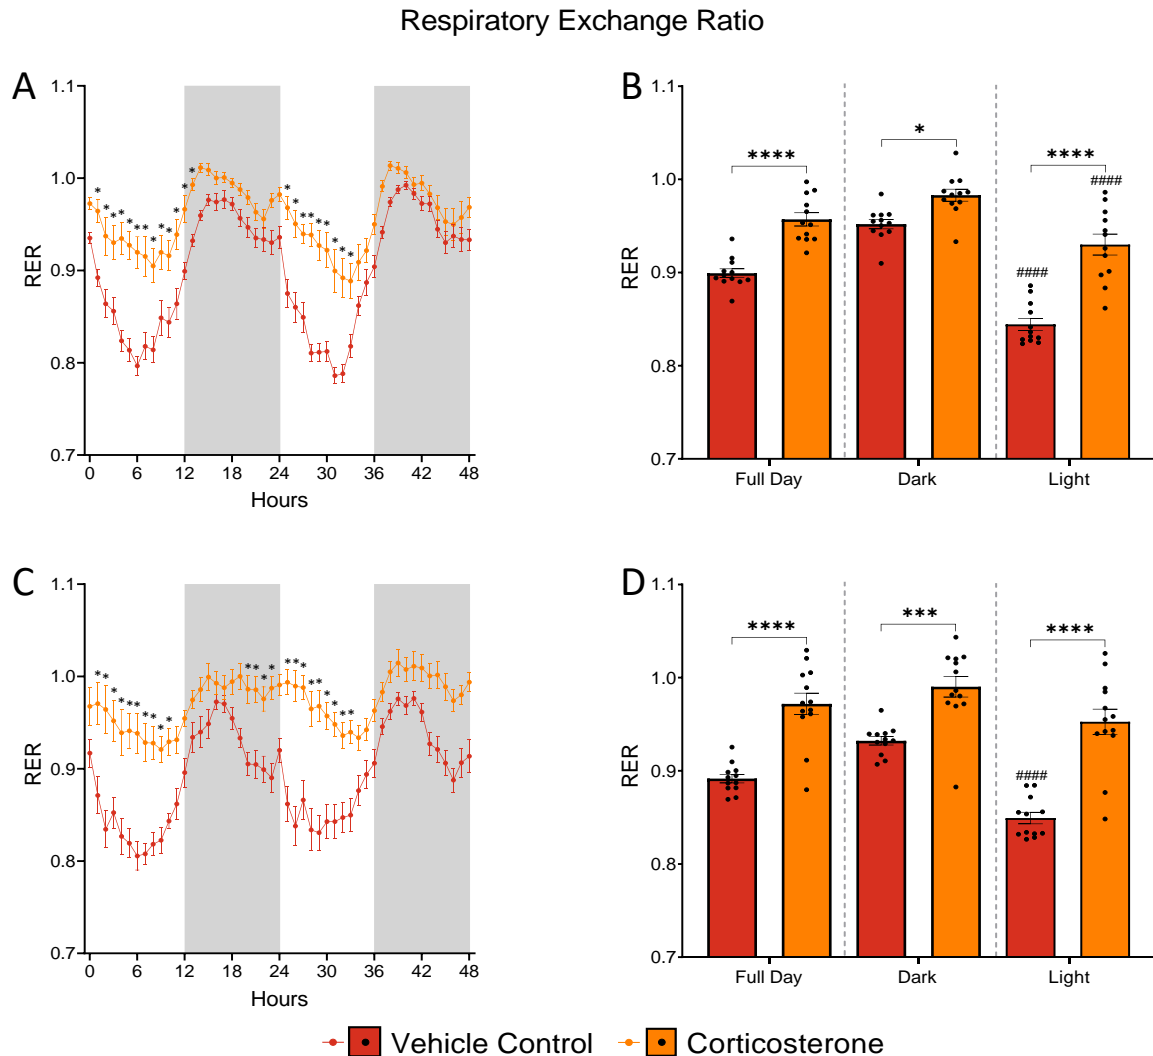 Respiratory Exchange Ratio
A
1.1
1.0
0.9
0.8
0.7
RER
* * * * * * * * * * * * *
0 6 12 18 24 30 36 42 48
Hours
* * * * * * * * *
B
1.1
1.0
0.9
0.8
0.7
RER
**** * ****
#### ####
Full Day Dark Light
C
1.1
1.0
0.9
0.8
0.7
RER
* * * * * * * * * *
* * * * * * * * * * * * *
0 6 12 18 24 30 36 42 48
Hours
D
1.1
1.0
0.9
0.8
0.7
RER
**** *** ****
####
Full Day Dark Light
Vehicle Control Corticosterone